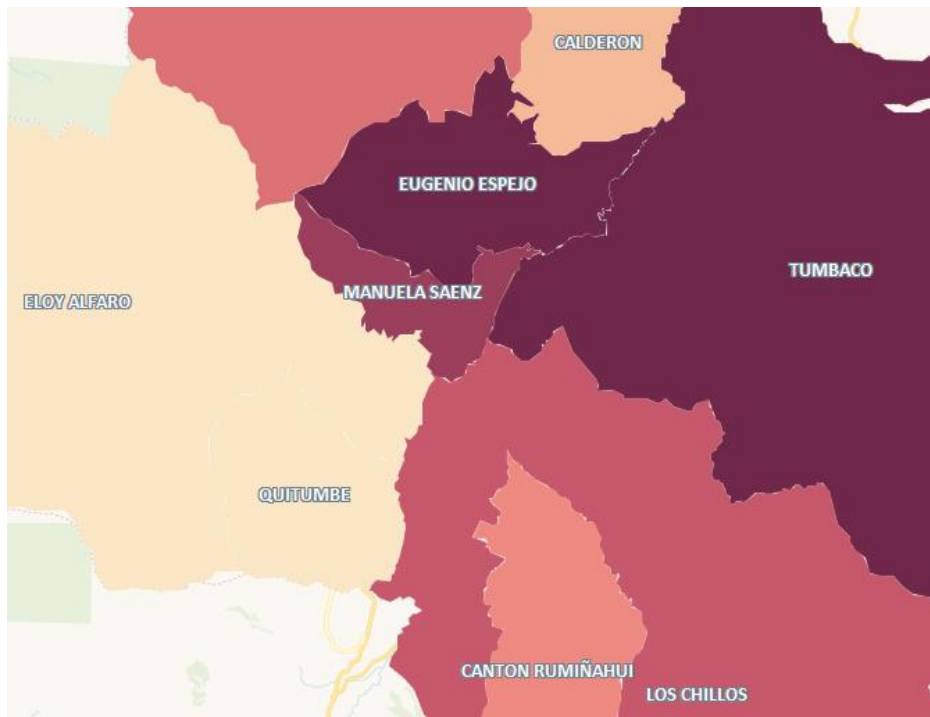 CALDERON
EUGENIO ESPEJO
TUMBACO
MANUELA SAENZ
ELOY ALFARO
QUITUMBE
CANTON RUMIÑAHUI
LOS CHILLOS